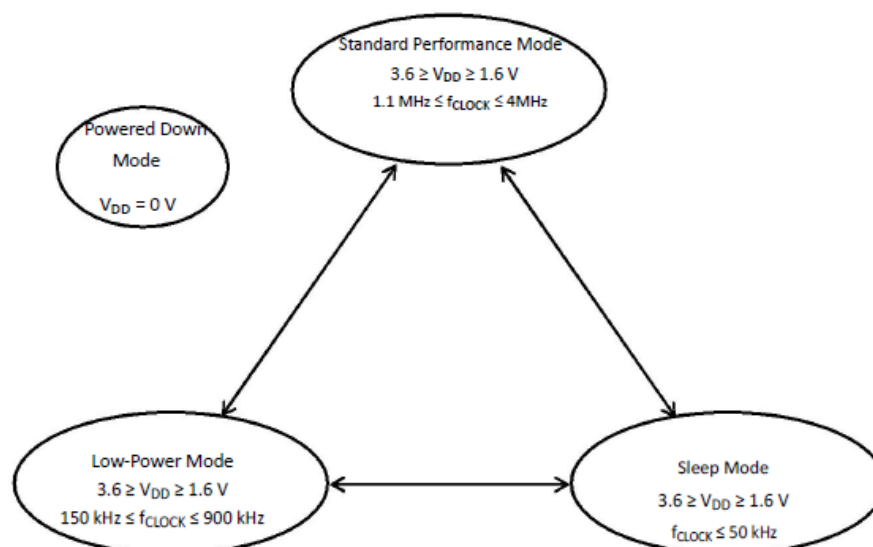 Standard Performance Mode
3.6 ≥ VDD ≥ 1.6 V
1.1 MHz ≤ fCLOCK ≤ 4MHz
Powered Down
Mode
VDD = 0 V
Low-Power Mode
3.6 ≥ VDD ≥ 1.6 V
150 kHz ≤ fCLOCK ≤ 900 kHz
Sleep Mode
3.6 ≥ VDD ≥ 1.6 V
fCLOCK ≤ 50 kHz